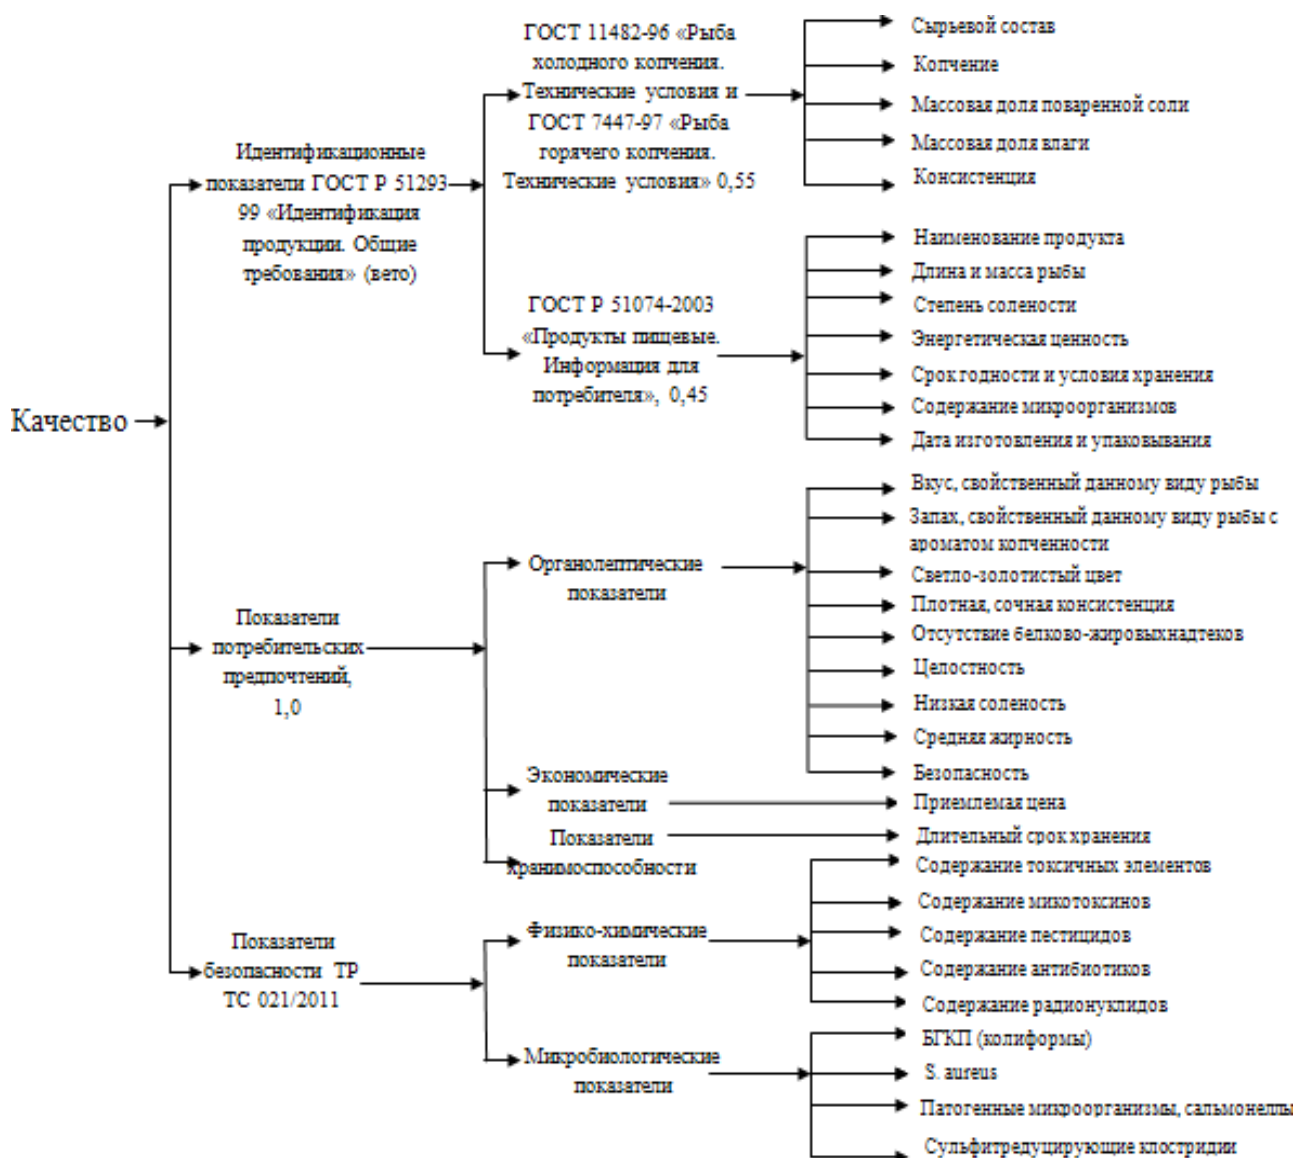 Качество
Идентификационные
показатели ГОСТ Р 51293
99 «Идентификация
продукции. Общие
требования» (вето)
ГОСТ 11482-96 «Рыба
холодного копчения.
Технические условия и
ГОСТ 7447-97 «Рыба
горячего копчения.
Технические условия» 0,55
Сырьевой состав
Копчение
Массовая доля поваренной соли
Массовая доля влаги
Консистенция
ГОСТ Р 51074-2003
«Продукты пищевые.
Информация для
потребителя», 0,45
Наименование продукта
Длина и масса рыбы
Степень солености
Энергетическая ценность
Срок годности и условия хранения
Содержание микроорганизмов
Дата изготовления и упаковывания
Показатели
потребительских
предпочтений,
1,0
Органолептические
показатели
Вкус, свойственный данному виду рыбы
Запах, свойственный данному виду рыбы с
ароматом копченности
Светло-золотистый цвет
Плотная, сочная консистенция
Отсутствие белково-жировых надтеков
Целостность
Низкая соленость
Средняя жирность
Безопасность
Экономические
показатели
Приемлемая цена
Показатели
хранимоспособности
Длительный срок хранения
Показатели
безопасности ТР
ТС 021/2011
Физико-химические
показатели
Содержание токсичных элементов
Содержание микотоксинов
Содержание пестицидов
Содержание антибиотиков
Содержание радионуклидов
Микробиологические
показатели
БГКП (колиформы)
S. aureus
Патогенные микроорганизмы, сальмонеллы
Сульфитредуцирующие клостридии